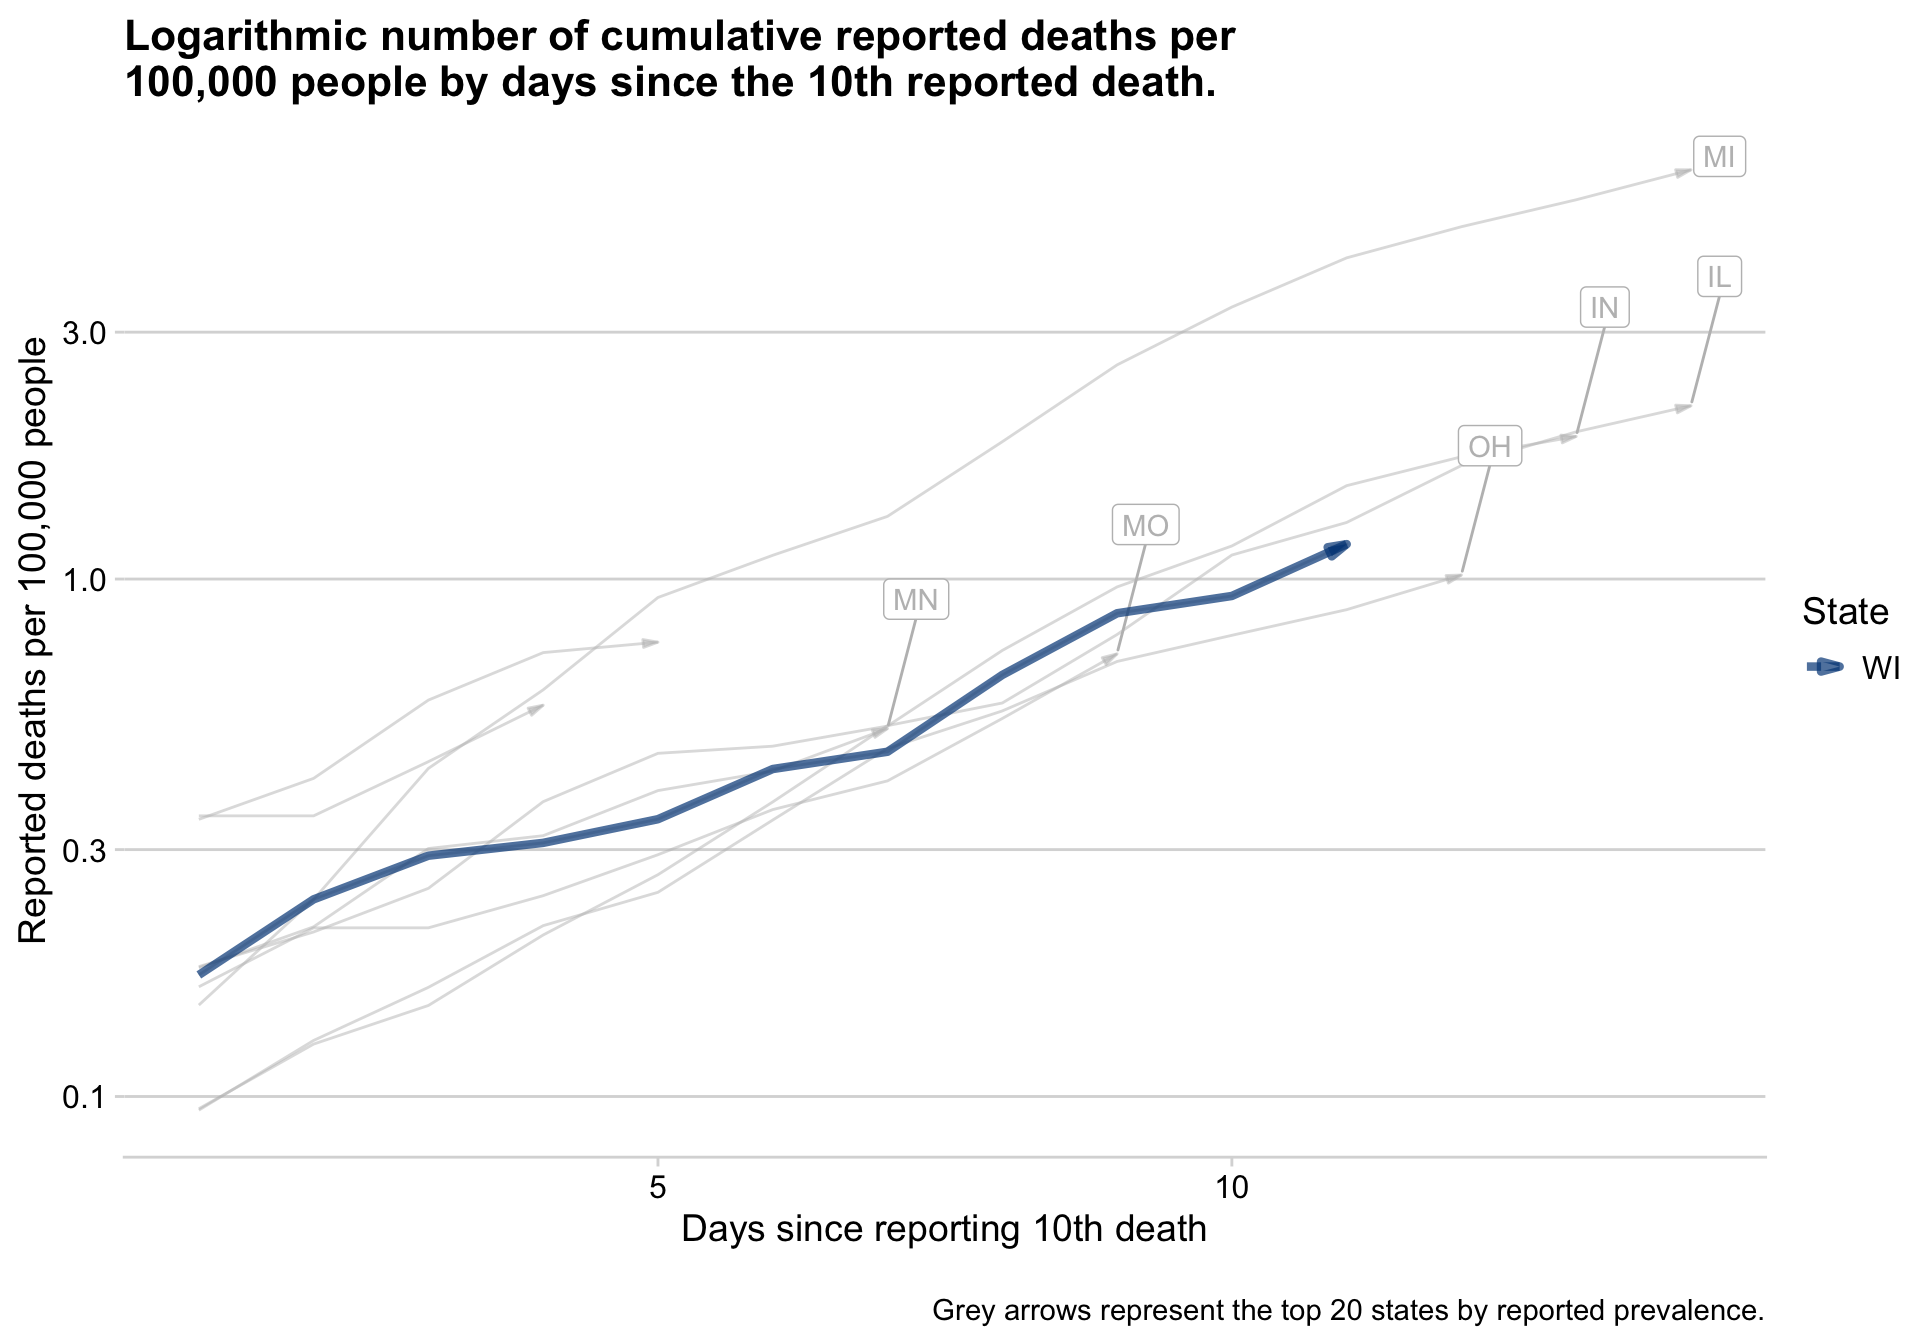 Logarithmic number of cumulative reported deaths per
100,000 people by days since the 10th reported death.
MI
IL
IN
3.0
OH
MO
1.0
MN
State
WI
0.3
0.1
Reported deaths per 100,000 people
5
10
Days since reporting 10th death
Grey arrows represent the top 20 states by reported prevalence.